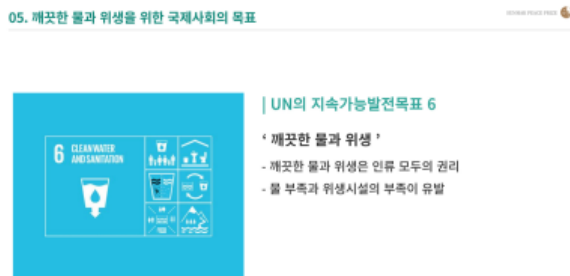 05. 깨끗한 물과 위생을 위한 국제사회의 목표
6 CLEAN WATER
AND SANITATION
| UN의 지속가능발전목표 6
‘ 깨끗한 물과 위생 ’
- 깨끗한 물과 위생은 인류 모두의 권리
- 물 부족과 위생시설의 부족이 유발